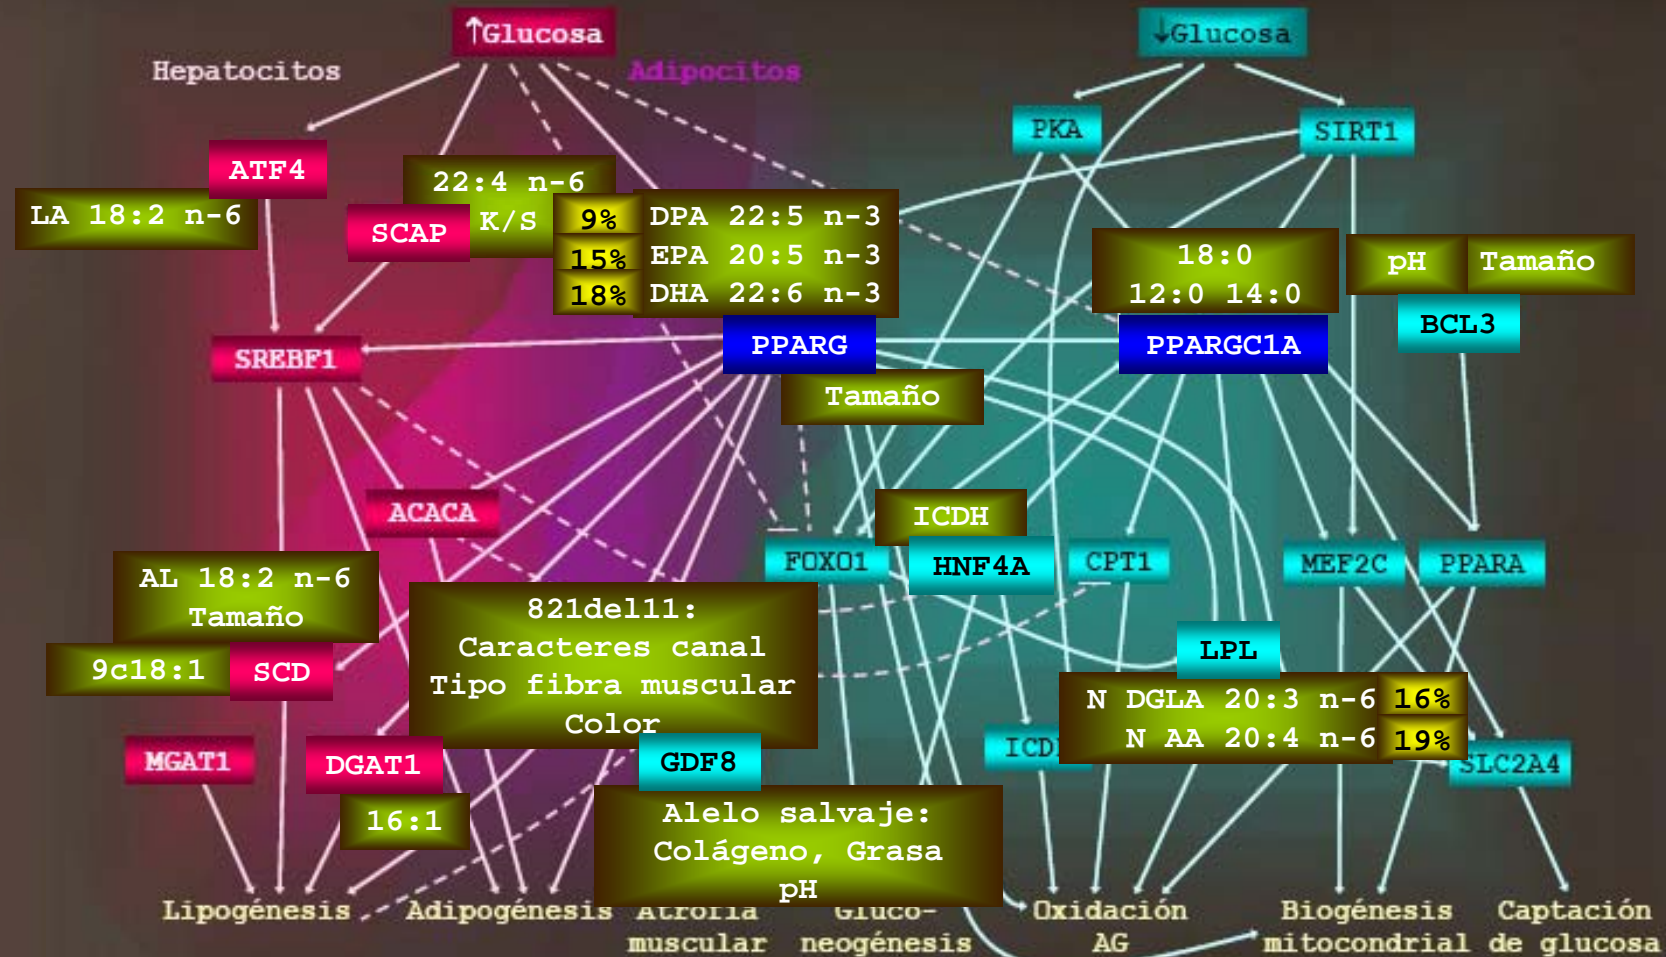 ↑Glucosa
↓Glucosa
Hepatocitos
Adipocitos
PKA
SIRT1
ATF4
LA 18:2 n-6
22:4 n-6
K/S
SCAP
9% DPA 22:5 n-3
15% EPA 20:5 n-3
18% DHA 22:6 n-3
18:0
12:0 14:0
pH Tamaño
BCL3
SREBF1
PPARG
PPARGC1A
Tamaño
ACACA
ICDH
FOXO1
HNF4A
CPT1
MEF2C
PPARA
AL 18:2 n-6
Tamaño
9c18:1
SCD
821del11:
Caracteres canal
Tipo fibra muscular
Color
LPL
N DGLA 20:3 n-6 16%
N AA 20:4 n-6 19%
MGAT1
DGAT1
GDF8
SLC2A4
16:1
Alelo salvaje:
Colágeno, Grasa
pH
Lipogénesis
Adipogénesis
Atrofia
muscular
Gluco-
neogénesis
Oxidación
AG
Biogénesis
mitocondrial
Captación
de glucosa